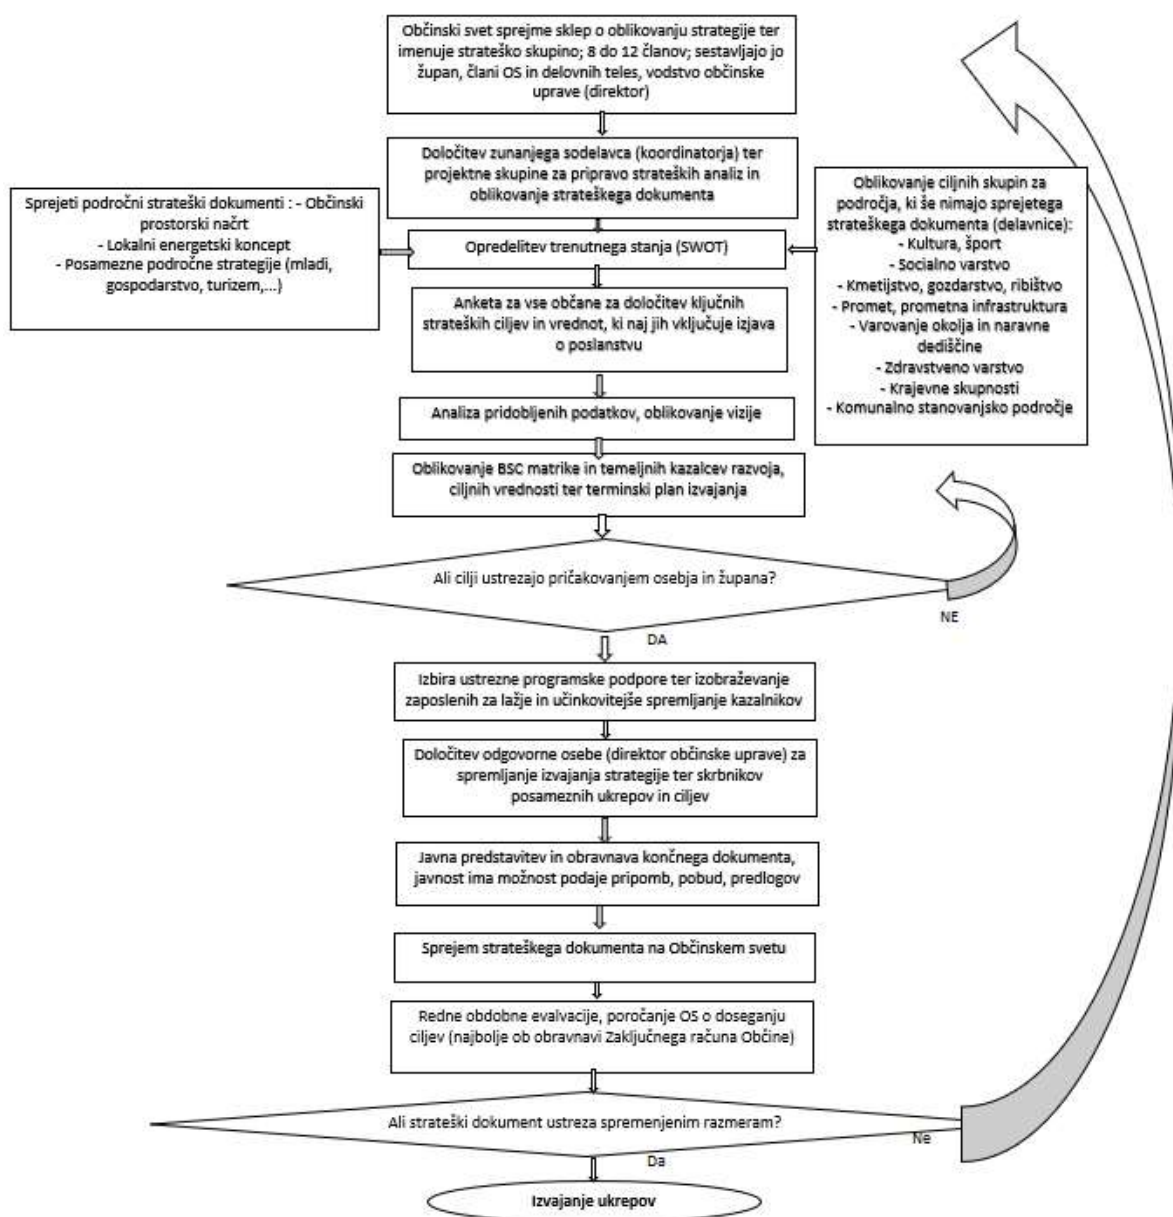 Občinski svet sprejme sklep o oblikovanju strategije ter
imenuje strateško skupino; 8 do 12 članov; sestavljajo jo
župan, člani OS in delovnih teles, vodstvo občinske
uprave (direktor)
Določitev zunanjega sodelavca (koordinatorja) ter
projektne skupine za pripravo strateških analiz in
oblikovanje strateškega dokumenta
Sprejeti področni strateški dokumenti : - Občinski
prostorski načrt
- Lokalni energetski koncept
- Posamezne področne strategije (mladi,
gospodarstvo, turizem,...)
Opredelitev trenutnega stanja (SWOT)
Oblikovanje ciljnih skupin za
področja, ki še nimajo sprejetega
strateškega dokumenta (delavnice):
- Kultura, šport
- Socialno varstvo
- Kmetijstvo, gozdarstvo, ribištvo
- Promet, prometna infrastruktura
- Varovanje okolja in naravne
dediščine
- Zdravstveno varstvo
- Krajevne skupnosti
- Komunalno stanovanjsko področje
Anketa za vse občane za določitev ključnih
strateških ciljev in vrednot, ki naj jih vključuje izjava
o poslanstvu
Analiza pridobljenih podatkov, oblikovanje vizije
Oblikovanje BSC matrike in temeljnih kazalcev razvoja,
ciljnih vrednosti ter terminski plan izvajanja
Ali cilji ustrezajo pričakovanjem osebja in župana?
NE
DA
Izbira ustrezne programske podpore ter izobraževanje
zaposlenih za lažje in učinkovitejše spremljanje kazalnikov
Določitev odgovorne osebe (direktor občinske uprave) za
spremljanje izvajanja strategije ter skrbnikov
posameznih ukrepov in ciljev
Javna predstavitev in obravnava končnega dokumenta,
javnost ima možnost podaje pripomb, pobud, predlogov
Sprejem strateškega dokumenta na Občinskem svetu
Redne obdobne evalvacije, poročanje OS o doseganju
ciljev (najbolje ob obravnavi Zaključnega računa Občine)
Ali strateški dokument ustreza spremenjenim razmeram?
Ne
Da
Izvajanje ukrepov